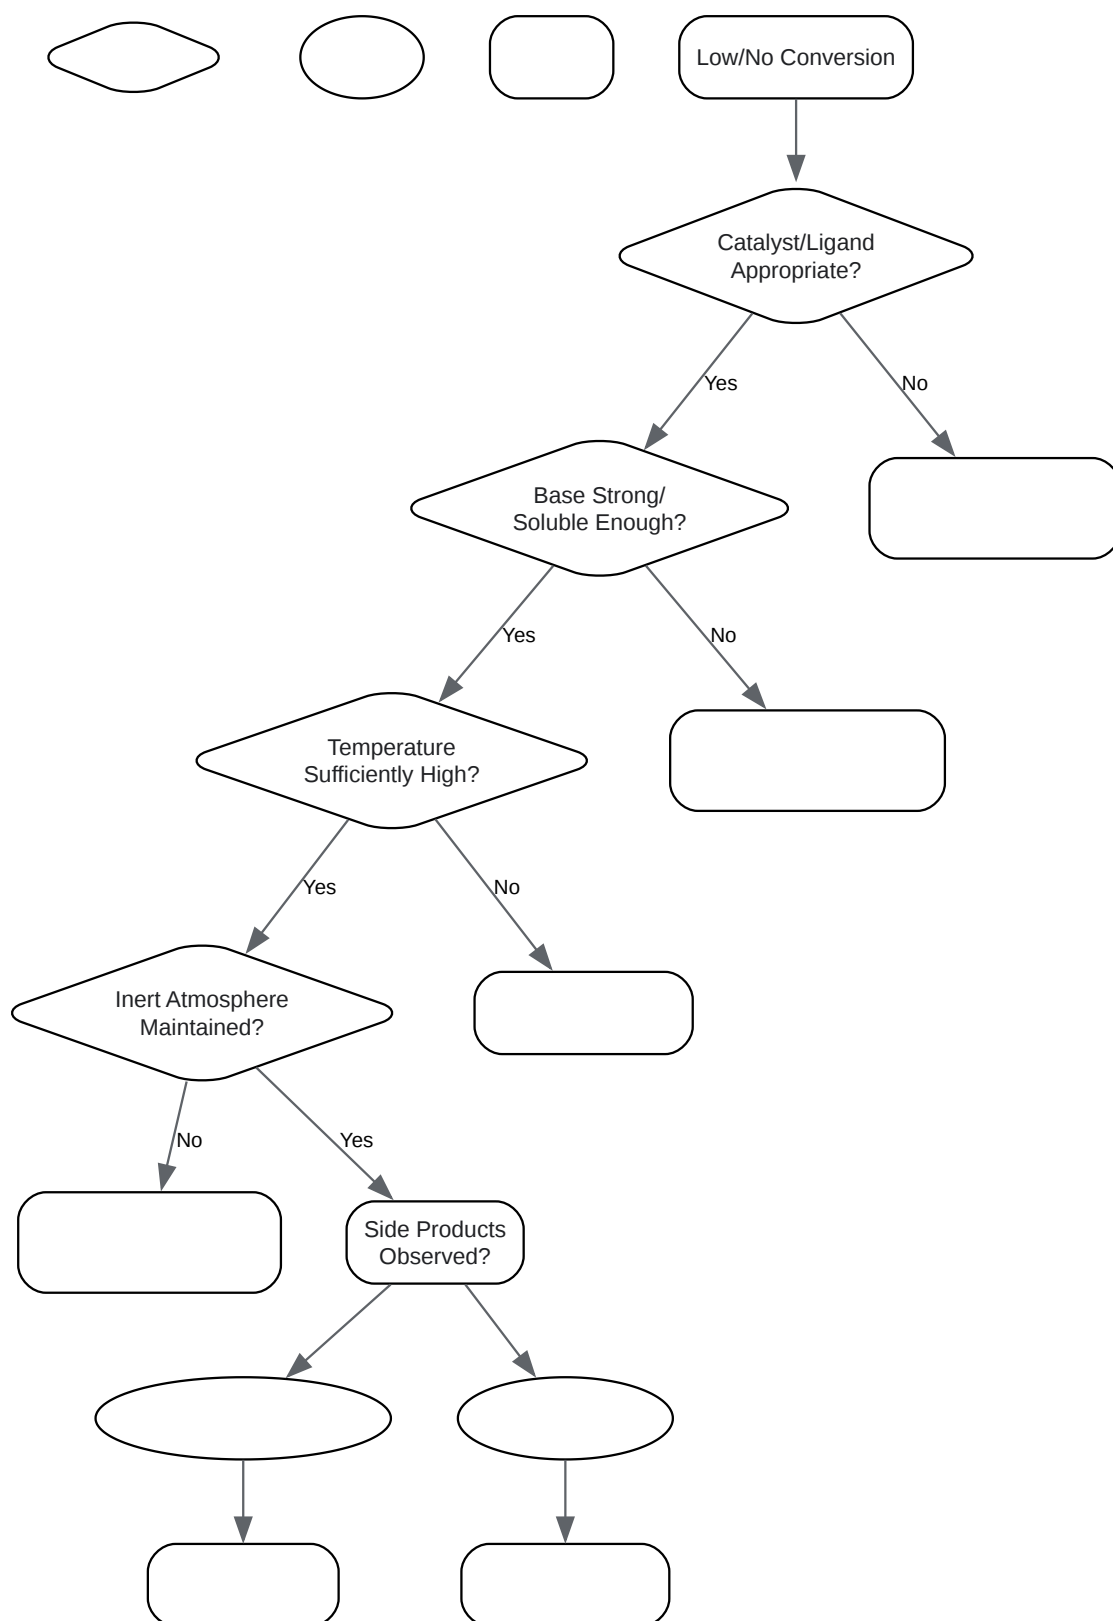 Low/No Conversion
Catalyst/Ligand
Appropriate?
Yes
No
Base Strong/
Soluble Enough?
Yes
No
Temperature
Sufficiently High?
Yes
No
Inert Atmosphere
Maintained?
No
Yes
Side Products
Observed?